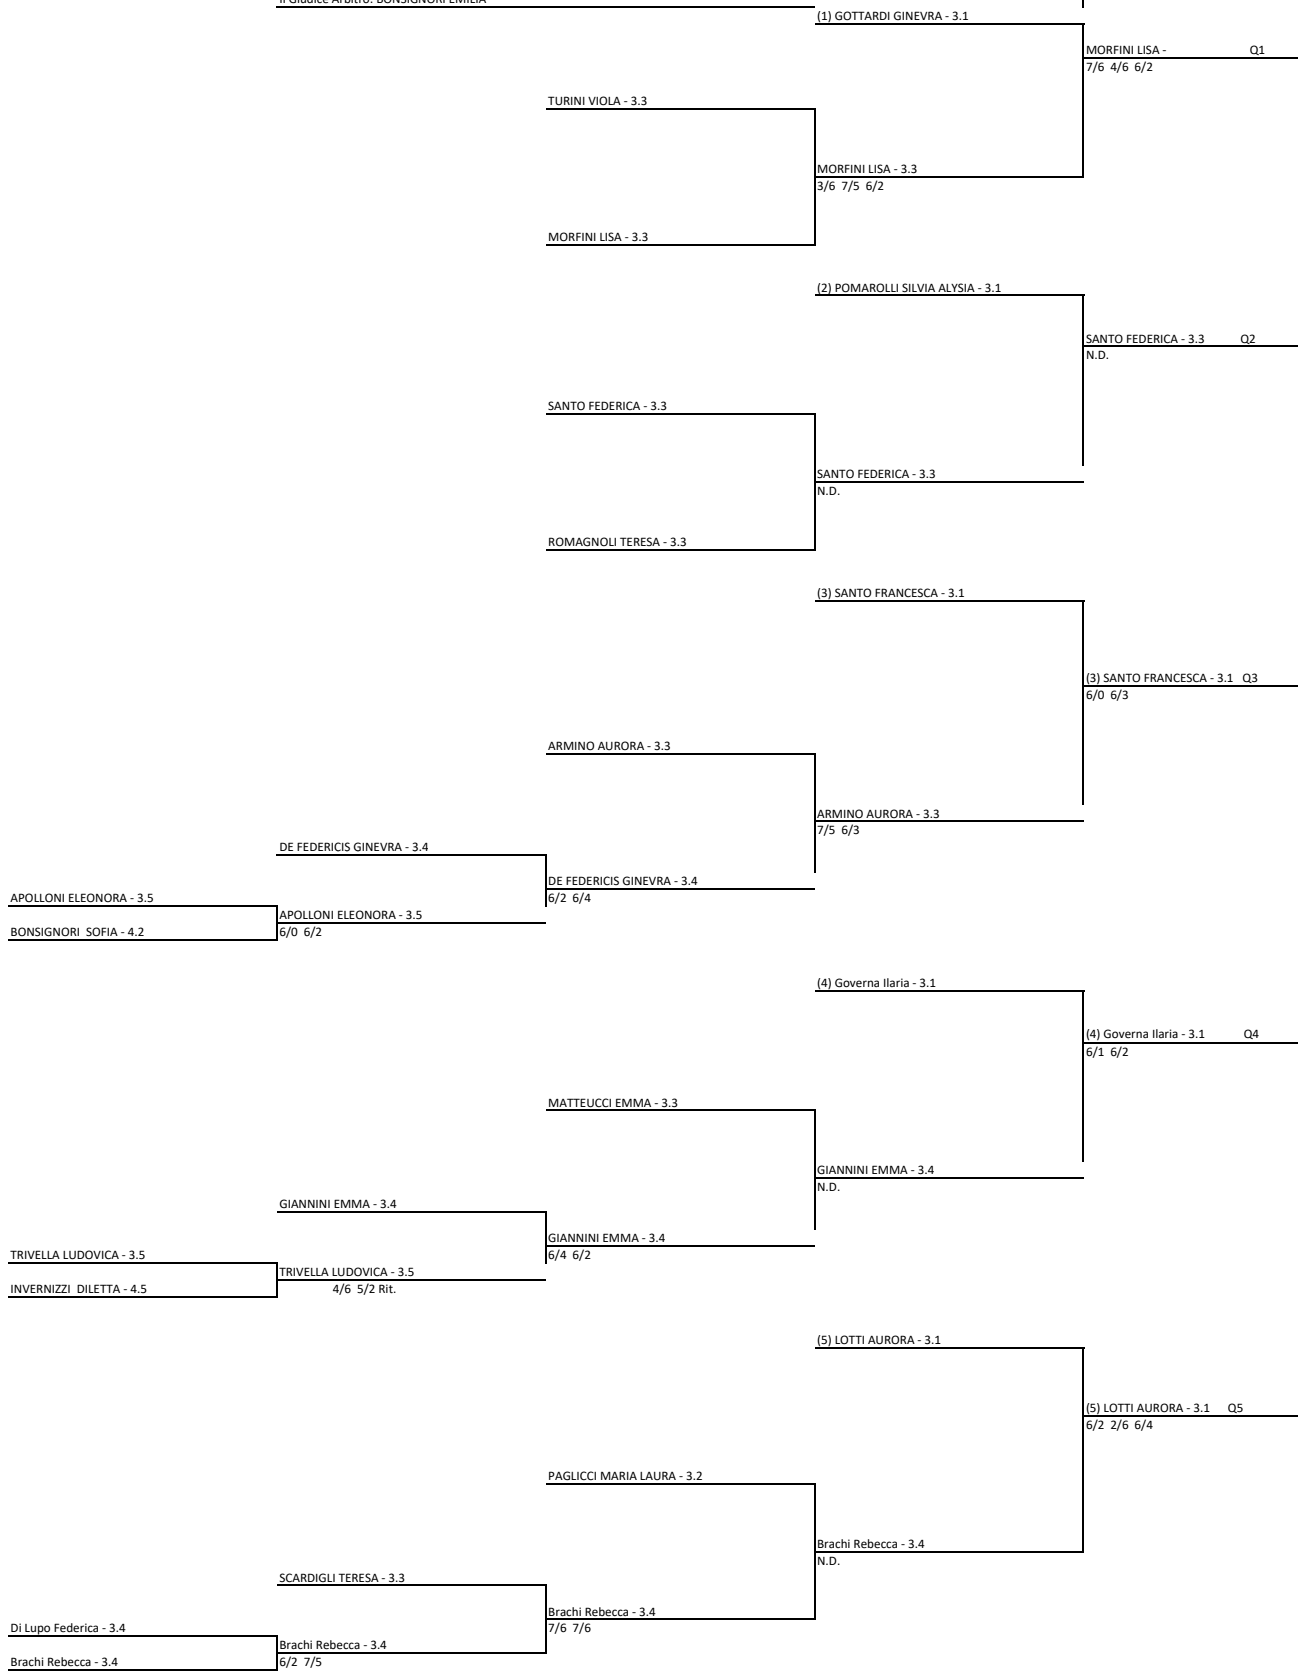 Il Giudice Arbitro: BONSIGNORI EMILIA
(1) GOTTARDI GINEVRA - 3.1
MORFINI LISA - Q1
7/6 4/6 6/2
TURINI VIOLA - 3.3
MORFINI LISA - 3.3
3/6 7/5 6/2
MORFINI LISA - 3.3
(2) POMAROLLI SILVIA ALYSIA - 3.1
SANTO FEDERICA - 3.3 Q2
N.D.
SANTO FEDERICA - 3.3
SANTO FEDERICA - 3.3
N.D.
ROMAGNOLI TERESA - 3.3
(3) SANTO FRANCESCA - 3.1
(3) SANTO FRANCESCA - 3.1 Q3
6/0 6/3
ARMINO AURORA - 3.3
ARMINO AURORA - 3.3
7/5 6/3
DE FEDERICIS GINEVRA - 3.4
DE FEDERICIS GINEVRA - 3.4
6/2 6/4
APOLLONI ELEONORA - 3.5
APOLLONI ELEONORA - 3.5
6/0 6/2
BONSIGNORI SOFIA - 4.2
(4) Governa Ilaria - 3.1
(4) Governa Ilaria - 3.1 Q4
6/1 6/2
MATTEUCCI EMMA - 3.3
GIANNINI EMMA - 3.4
N.D.
GIANNINI EMMA - 3.4
GIANNINI EMMA - 3.4
6/4 6/2
TRIVELLA LUDOVICA - 3.5
TRIVELLA LUDOVICA - 3.5
4/6 5/2 Rit.
INVERNIZZI DILETTA - 4.5
(5) LOTTI AURORA - 3.1
(5) LOTTI AURORA - 3.1 Q5
6/2 2/6 6/4
PAGLICCI MARIA LAURA - 3.2
Brachi Rebecca - 3.4
N.D.
SCARDIGLI TERESA - 3.3
Brachi Rebecca - 3.4
7/6 7/6
Di Lupo Federica - 3.4
Brachi Rebecca - 3.4
6/2 7/5
Brachi Rebecca - 3.4